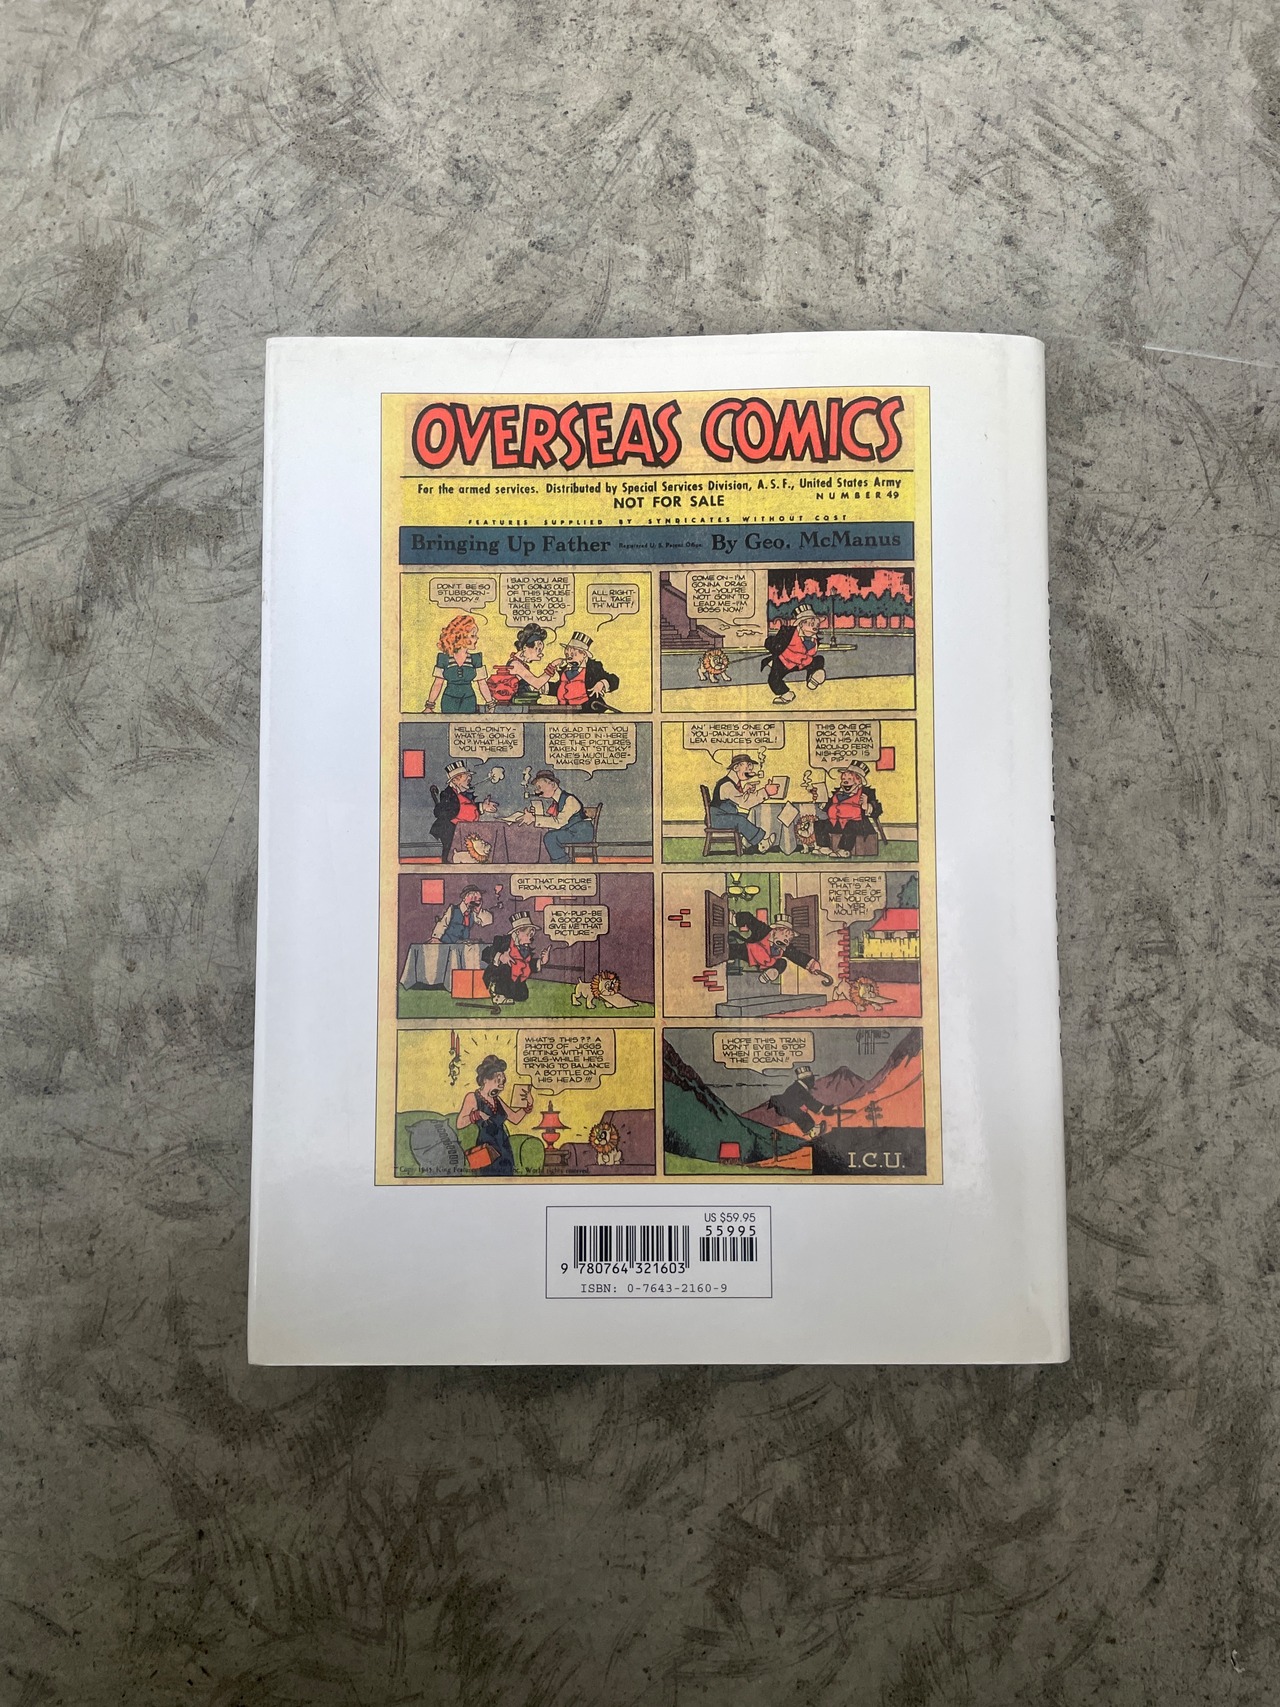 OVERSEAS COMICS
For the armed services. Distributed by Special Services Division, A.S.F., United States Army
NOT FOR SALE
NUMBER 49
FEATURES SUPPLIED BY SYNDICATES WITHOUT COST
Bringing Up Father Registered U. S. Patent Office. By Geo. McManus
DON'T BE SO
STUBBORN-
DADDY!!
I SAID YOU ARE
NOT GOING OUT
OF THIS HOUSE
UNLESS YOU
TAKE MY DOG-
BOO-BOO-
WITH YOU-
ALL RIGHT-
I'LL TAKE
TH' MUTT!
COME ON-I'M
GONNA DRAG
YOU-YOU'RE
NOT GOIN' TO
LEAD ME-I'M
BOSS NOW!
HELLO-DINTY-
WHAT'S GOING
ON? WHAT HAVE
YOU THERE?
I'M GLAD THAT YOU
DROPPED IN-HERE
ARE THE PICTURES
TAKEN AT "STICKY"
KANE'S MUCILAGE-
MAKERS' BALL-
AN' HERE'S ONE OF
YOU-DANCIN' WITH
LEM ENJUCE'S GIRL!
THIS ONE OF
DICK TATION
WITH HIS ARM
AROUND FERN
NISHFOOD IS
A PIP-
GIT THAT PICTURE
FROM YOUR DOG-
HEY-PUP-BE
A GOOD DOG
GIVE ME THAT
PICTURE-
COME HERE!
THAT'S A
PICTURE OF
ME YOU GOT
IN YER
MOUTH!
WHAT'S THIS?? A
PHOTO OF JIGGS
SITTING WITH TWO
GIRLS-WHILE HE'S
TRYING TO BALANCE
A BOTTLE ON
HIS HEAD!!!
I HOPE THIS TRAIN
DON'T EVEN STOP
WHEN IT GITS TO
THE OCEAN!!
I.C.U.
US $59.95
55995
9 780764 321603
ISBN: 0-7643-2160-9